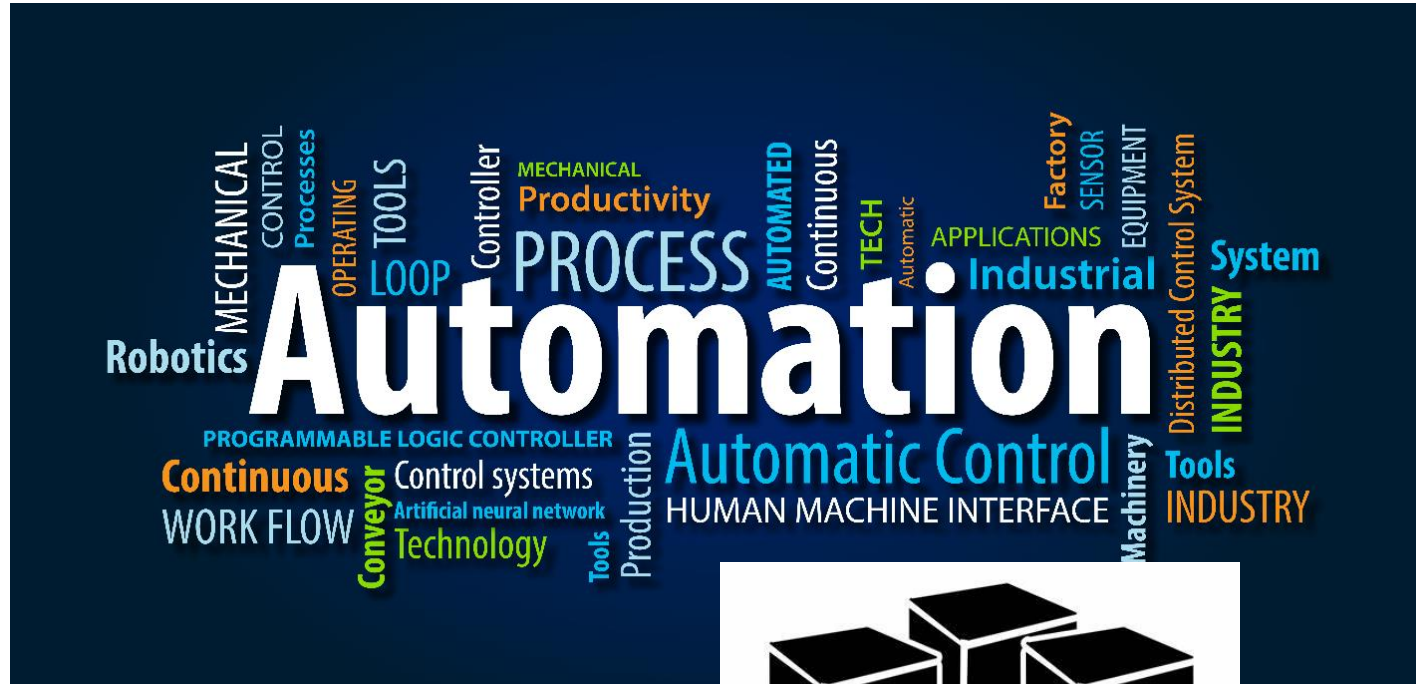 MECHANICAL
CONTROL
Processes
OPERATING
TOOLS
LOOP
Controller
MECHANICAL
Productivity
PROCESS
AUTOMATED
Continuous
TECH
Automatic
APPLICATIONS
Industrial
Factory
SENSOR
EQUIPMENT
Distributed Control System
System
INDUSTRY
Robotics
Automation
PROGRAMMABLE LOGIC CONTROLLER
Continuous
WORK FLOW
Conveyor
Control systems
Artificial neural network
Technology
Tools
Production
Automatic Control
HUMAN MACHINE INTERFACE
Machinery
Tools
INDUSTRY